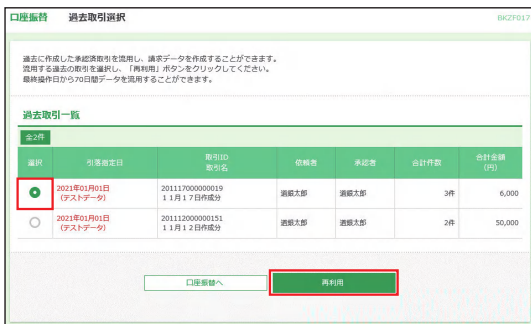 口座振替 過去取引選択 BKZF017
過去に作成した承認済取引を流用し、請求データを作成することができます。
流用する過去の取引を選択し、「再利用」ボタンをクリックしてください。
最終操作日から70日間データを流用することができます。
過去取引一覧
全2件
選択 引落指定日 取引ID 依頼者 承認者 合計件数 合計金額
取引名 (円)
2021年01月01日 201117000000019 遡銀太郎 遡銀太郎 3件 6,000
(テストデータ) 11月17日作成分
2021年01月01日 201112000000151 遡銀太郎 遡銀太郎 2件 50,000
(テストデータ) 11月12日作成分
口座振替へ 再利用